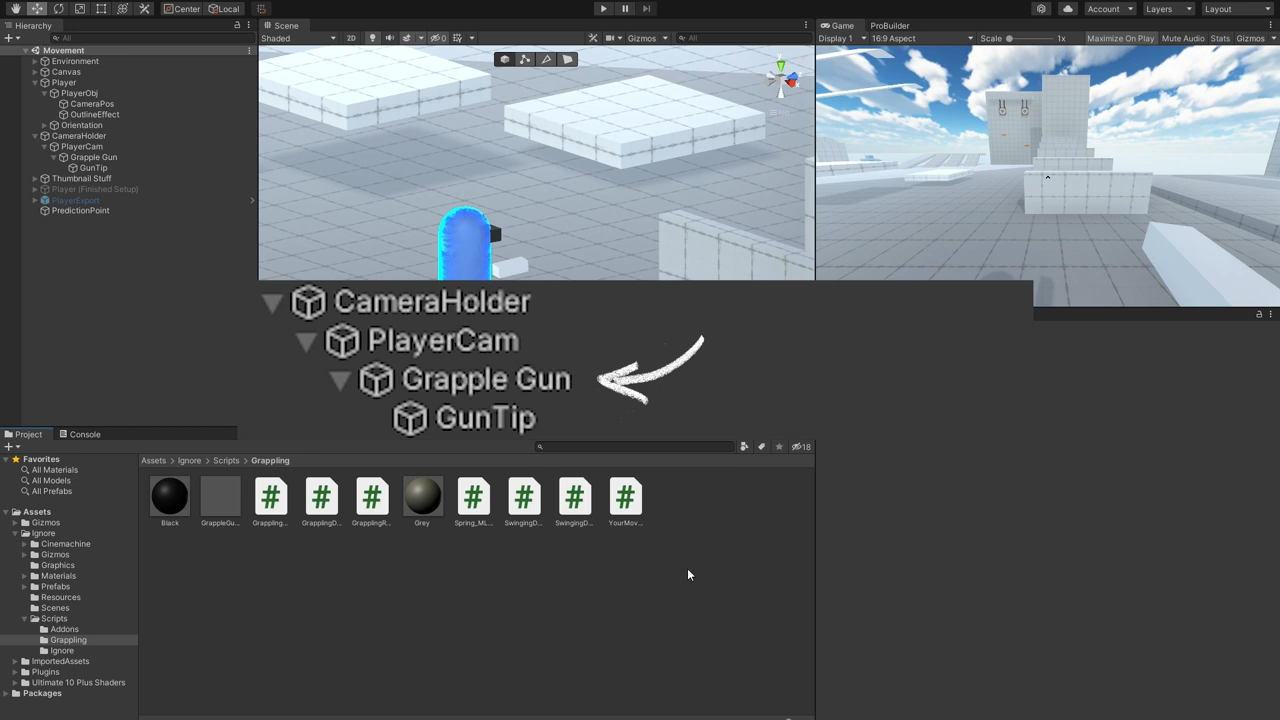 Center
Local
Account
Layers
Layout
Hierarchy
All
Movement
Environment
Canvas
Player
PlayerObj
CameraPos
OutlineEffect
Orientation
CameraHolder
PlayerCam
Grapple Gun
GunTip
Thumbnail Stuff
Player (Finished Setup)
PlayerExport
PredictionPoint
Scene
Shaded
2D
0
Gizmos
All
Game
ProBuilder
Display 1
16:9 Aspect
Scale
1x
Maximize On Play
Mute Audio
Stats
Gizmos
CameraHolder
PlayerCam
Grapple Gun
GunTip
Project
Console
18
Favorites
All Materials
All Models
All Prefabs
Assets
Gizmos
Ignore
Cinemachine
Gizmos
Graphics
Materials
Prefabs
Resources
Scenes
Scripts
Addons
Grappling
Ignore
ImportedAssets
Plugins
Ultimate 10 Plus Shaders
Packages
Assets > Ignore > Scripts > Grappling
Black
GrappleGu...
Grappling...
GrapplingD...
GrapplingR...
Grey
Spring_ML...
SwingingD...
SwingingD...
YourMov...